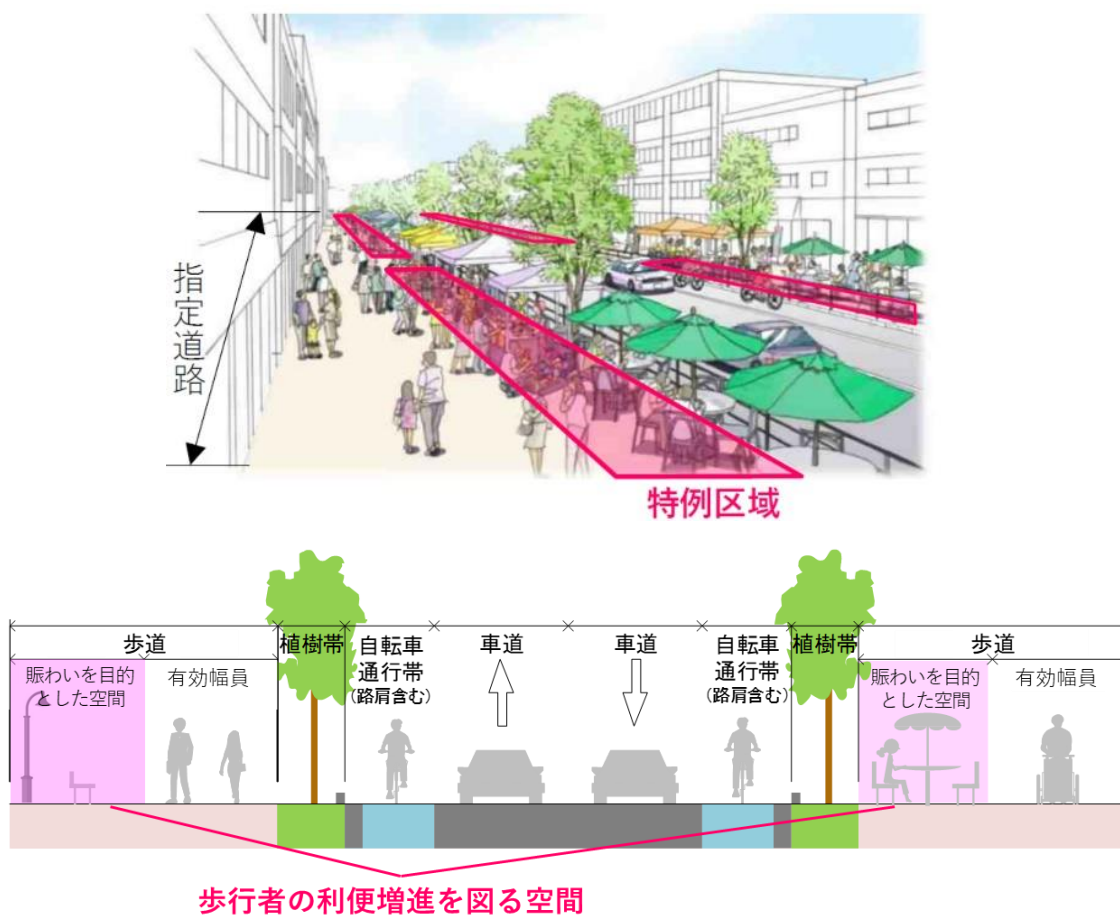 指定道路
特例区域
歩道
植樹帯
自転車
通行帯
(路肩含む)
車道
車道
自転車
通行帯
(路肩含む)
植樹帯
歩道
賑わいを目的
とした空間
有効幅員
賑わいを目的
とした空間
有効幅員
歩行者の利便増進を図る空間